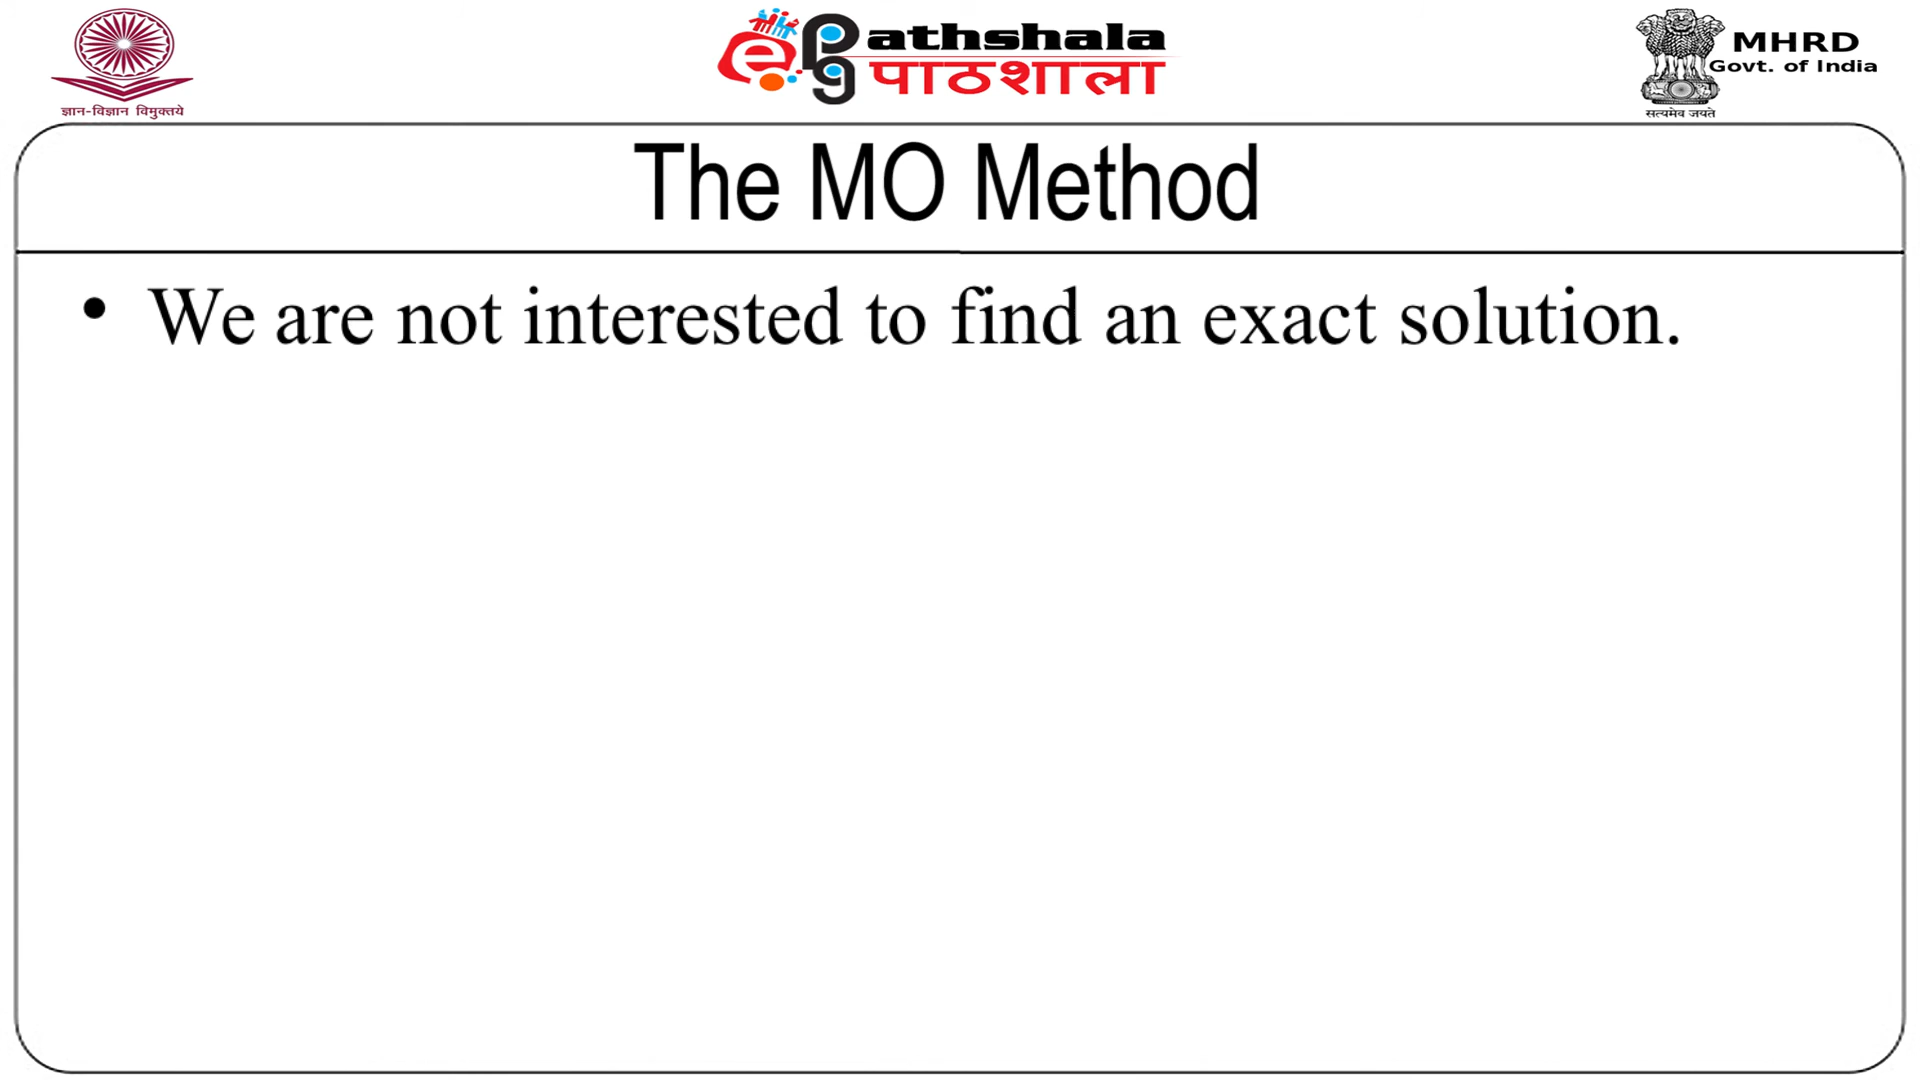 ज्ञान-विज्ञान विमुक्तये
e PG athshala
पाठशाला
MHRD
Govt. of India
सत्यमेव जयते
The MO Method
• We are not interested to find an exact solution.